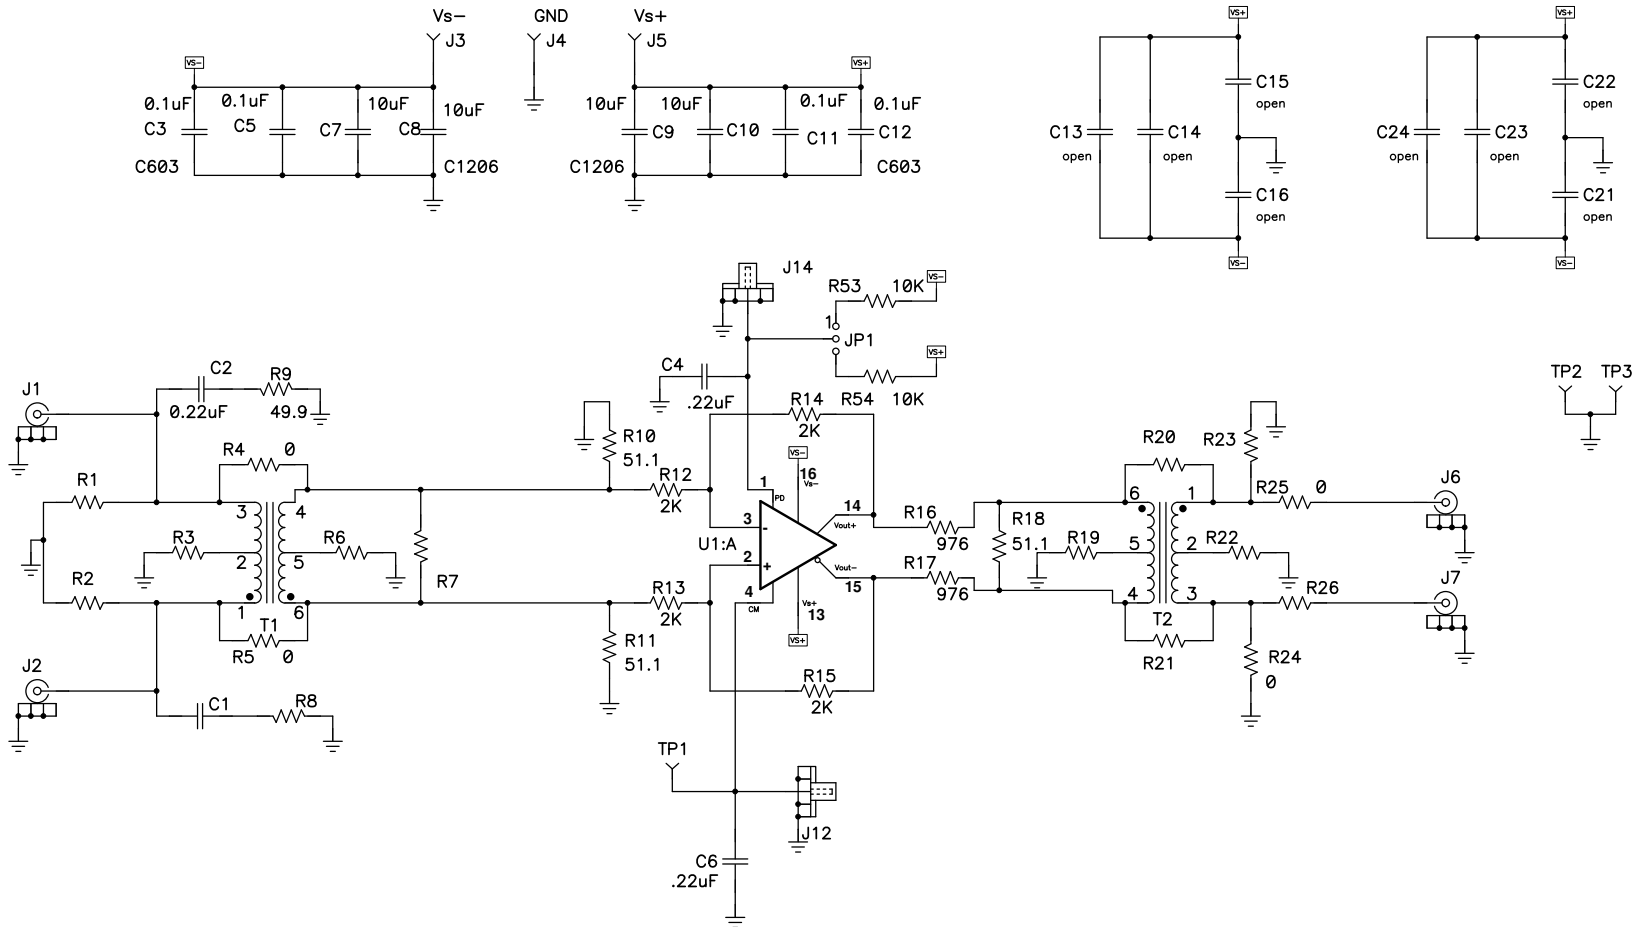 Vs- GND Vs+
J3 J4 J5
VS- VS+ VS+ VS+
0.1uF 0.1uF 10uF 10uF
C3 C5 C7 C8
C603 C1206
10uF 10uF 0.1uF 0.1uF
C9 C10 C11 C12
C1206 C603
C15
open
C13 C14
open open
C16
open
VS-
C22
open
C24 C23
open open
C21
open
VS-
J14
R53 10K VS-
1
JP1
VS+
R54 10K
C4
.22uF
TP2 TP3
J1
C2 R9
0.22uF 49.9
R4 0
R1
3 4
R3 R6
2 5
R2
1 6
T1
R5 0
R7
J2
C1 R8
R10
51.1
R12
2K
R14
2K
VS-
16
Vs-
1
PD
3 -
U1:A
2 +
4
CM
14
Vout+
Vout-
15
Vs+
13
VS+
R13
2K
R11
51.1
R15
2K
R16
976
R17
976
R18
51.1
R19
R20
6 1
5 2
4 3
T2
R21
R23
R25 0
R22
R26
R24
0
J6
J7
TP1
J12
C6
.22uF